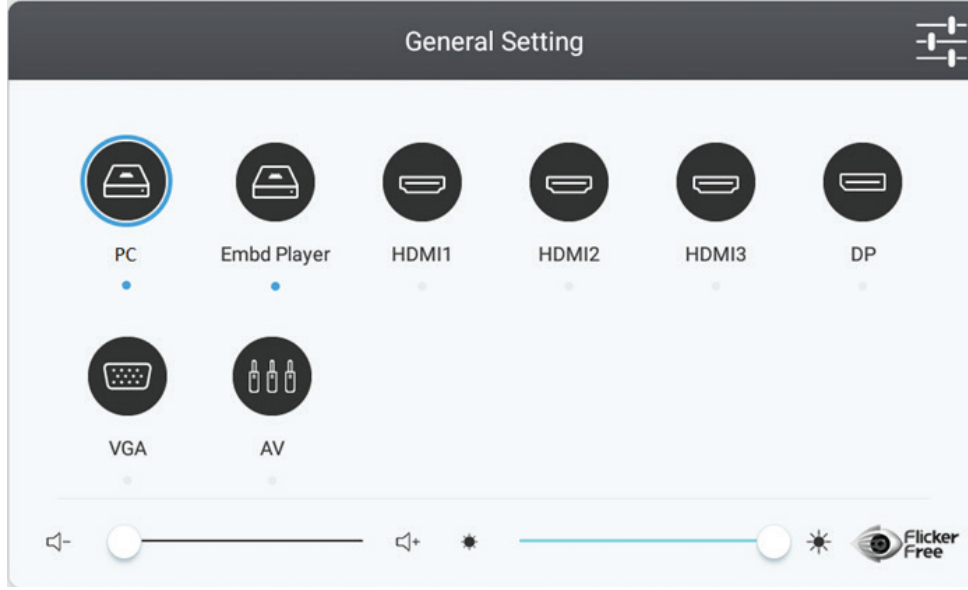 General Setting
PC
Embd Player
HDMI1
HDMI2
HDMI3
DP
VGA
AV
Flicker
Free